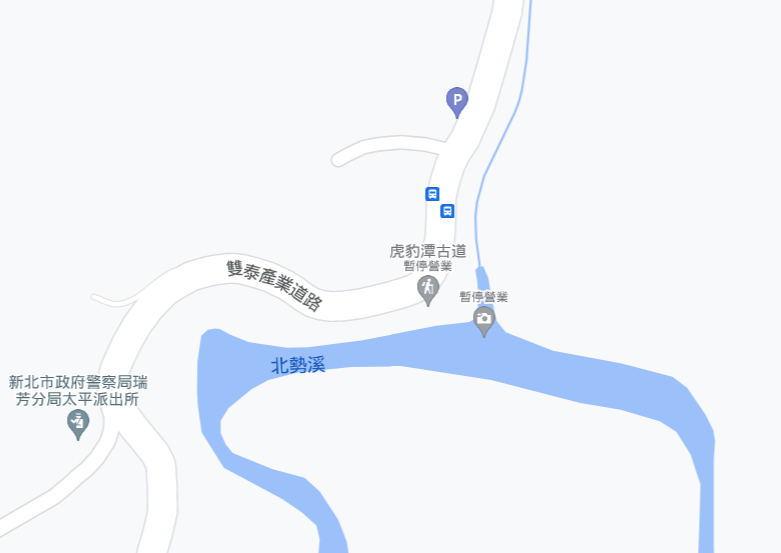 P
虎豹潭古道
暫停營業
雙泰產業道路
暫停營業
北勢溪
新北市政府警察局瑞
芳分局太平派出所